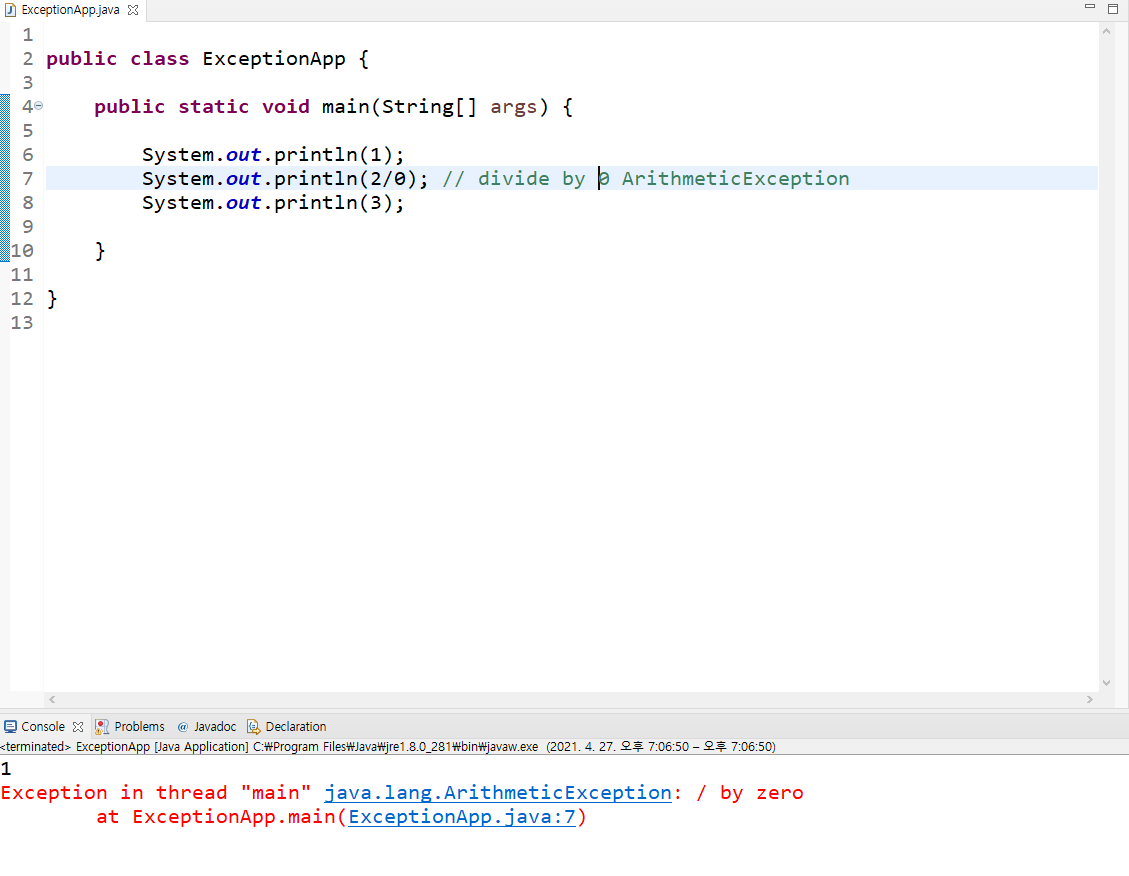 ExceptionApp.java
1
2 public class ExceptionApp {
3
4 public static void main(String[] args) {
5
6 System.out.println(1);
7 System.out.println(2/0); // divide by 0 ArithmeticException
8 System.out.println(3);
9
10 }
11
12 }
13
Console Problems @ Javadoc Declaration
<terminated> ExceptionApp [Java Application] C:₩Program Files₩Java₩jre1.8.0_281₩bin₩javaw.exe (2021. 4. 27. 오후 7:06:50 – 오후 7:06:50)
1
Exception in thread "main" java.lang.ArithmeticException: / by zero
at ExceptionApp.main(ExceptionApp.java:7)